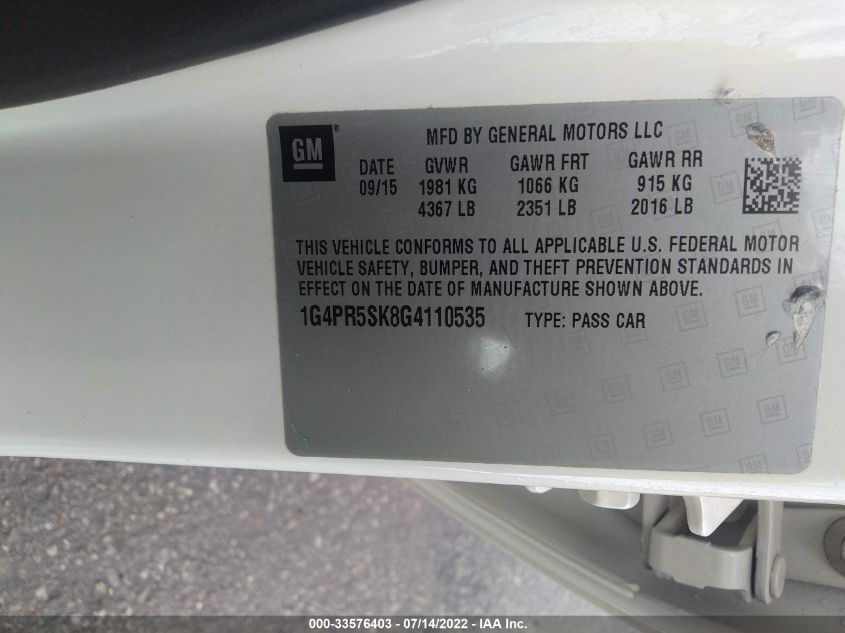 GM ®
MFD BY GENERAL MOTORS LLC
DATE GVWR GAWR FRT GAWR RR
09/15 1981 KG 1066 KG 915 KG
4367 LB 2351 LB 2016 LB
THIS VEHICLE CONFORMS TO ALL APPLICABLE U.S. FEDERAL MOTOR
VEHICLE SAFETY, BUMPER, AND THEFT PREVENTION STANDARDS IN
EFFECT ON THE DATE OF MANUFACTURE SHOWN ABOVE.
1G4PR5SK8G4110535 TYPE: PASS CAR
000-33576403 - 07/14/2022 - IAA Inc.